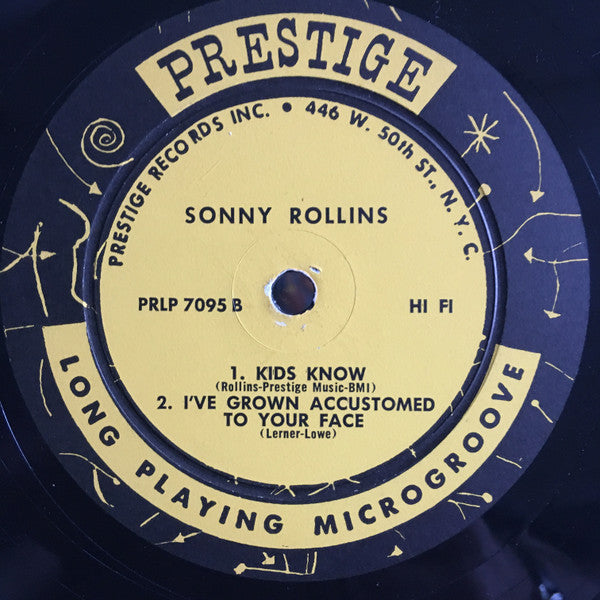 PRESTIGE
PRESTIGE RECORDS INC. • 446 W. 50th ST., N.Y.C.
SONNY ROLLINS
PRLP 7095 B HI FI
1. KIDS KNOW
(Rollins-Prestige Music-BMI)
2. I'VE GROWN ACCUSTOMED
TO YOUR FACE
(Lerner-Lowe)
LONG PLAYING MICROGROOVE